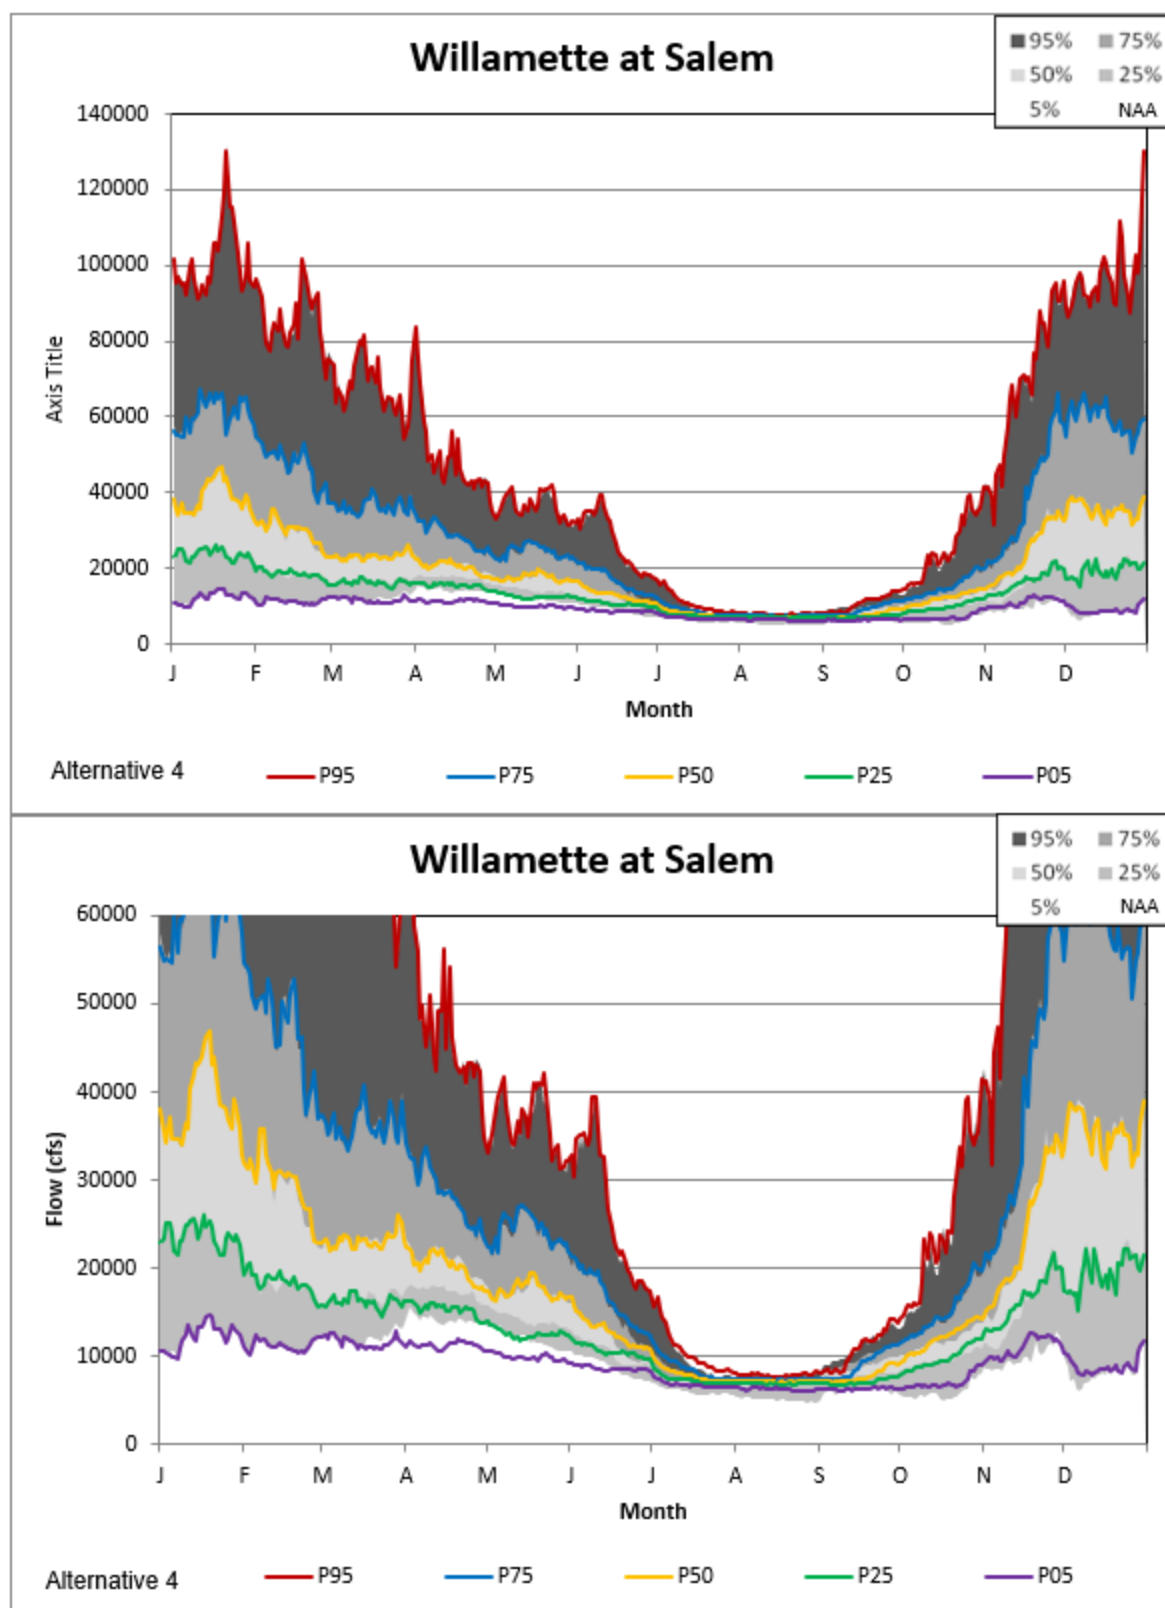 Willamette at Salem
95% 75%
50% 25%
5% NAA
140000
120000
100000
80000
60000
40000
20000
0
Axis Title
J F M A M J J A S O N D
Month
Alternative 4 P95 P75 P50 P25 P05
Willamette at Salem
95% 75%
50% 25%
5% NAA
60000
50000
40000
30000
20000
10000
0
Flow (cfs)
J F M A M J J A S O N D
Month
Alternative 4 P95 P75 P50 P25 P05